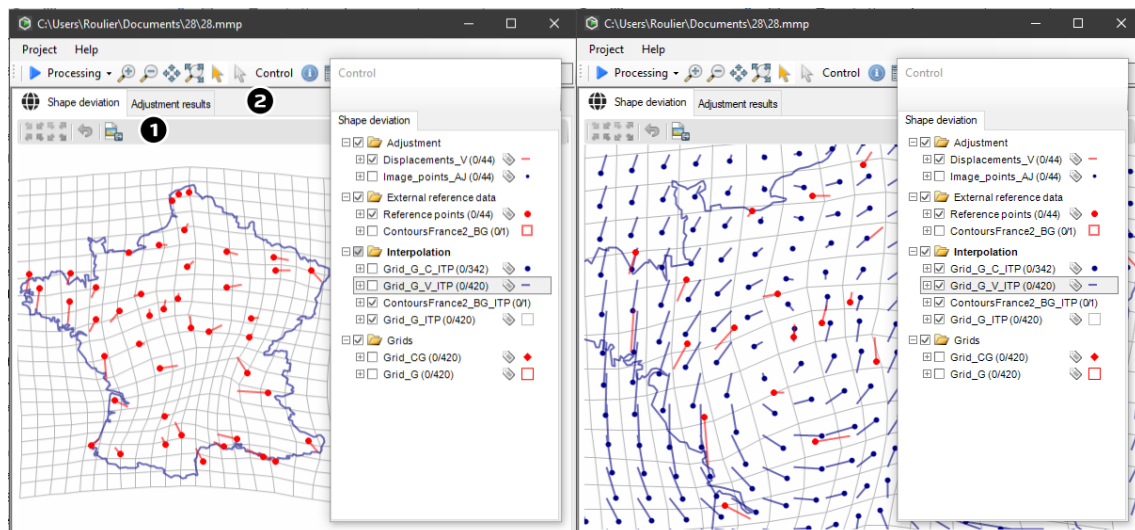 C:\Users\Roulier\Documents\28\28.mmp
Project Help
Processing Control
Control
Shape deviation Adjustment results
2
1
Shape deviation
Adjustment
Displacements_V (0/44)
Image_points_AJ (0/44)
External reference data
Reference points (0/44)
ContoursFrance2_BG (0/1)
Interpolation
Grid_G_C_ITP (0/342)
Grid_G_V_ITP (0/420)
ContoursFrance2_BG_ITP (0/1)
Grid_G_ITP (0/420)
Grids
Grid_CG (0/420)
Grid_G (0/420)
C:\Users\Roulier\Documents\28\28.mmp
Project Help
Processing Control
Control
Shape deviation Adjustment results
Shape deviation
Adjustment
Displacements_V (0/44)
Image_points_AJ (0/44)
External reference data
Reference points (0/44)
ContoursFrance2_BG (0/1)
Interpolation
Grid_G_C_ITP (0/342)
Grid_G_V_ITP (0/420)
ContoursFrance2_BG_ITP (0/1)
Grid_G_ITP (0/420)
Grids
Grid_CG (0/420)
Grid_G (0/420)